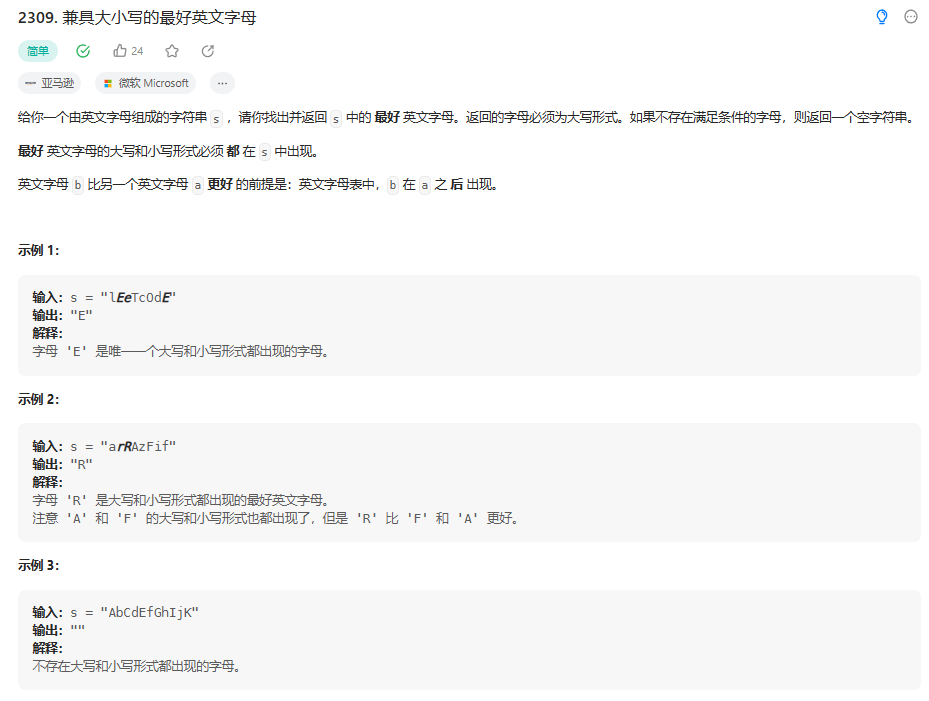 2309. 兼具大小写的最好英文字母
简单 24
亚马逊 微软 Microsoft ...
给你一个由英文字母组成的字符串 s ，请你找出并返回 s 中的 最好 英文字母。返回的字母必须为大写形式。如果不存在满足条件的字母，则返回一个空字符串。
最好 英文字母的大写和小写形式必须 都 在 s 中出现。
英文字母 b 比另一个英文字母 a 更好 的前提是：英文字母表中，b 在 a 之 后 出现。
示例 1：
输入：s = "lEeTcOdE"
输出："E"
解释：
字母 'E' 是唯一一个大写和小写形式都出现的字母。
示例 2：
输入：s = "arRAzFif"
输出："R"
解释：
字母 'R' 是大写和小写形式都出现的最好英文字母。
注意 'A' 和 'F' 的大写和小写形式也都出现了，但是 'R' 比 'F' 和 'A' 更好。
示例 3：
输入：s = "AbCdEfGhIjK"
输出：""
解释：
不存在大写和小写形式都出现的字母。